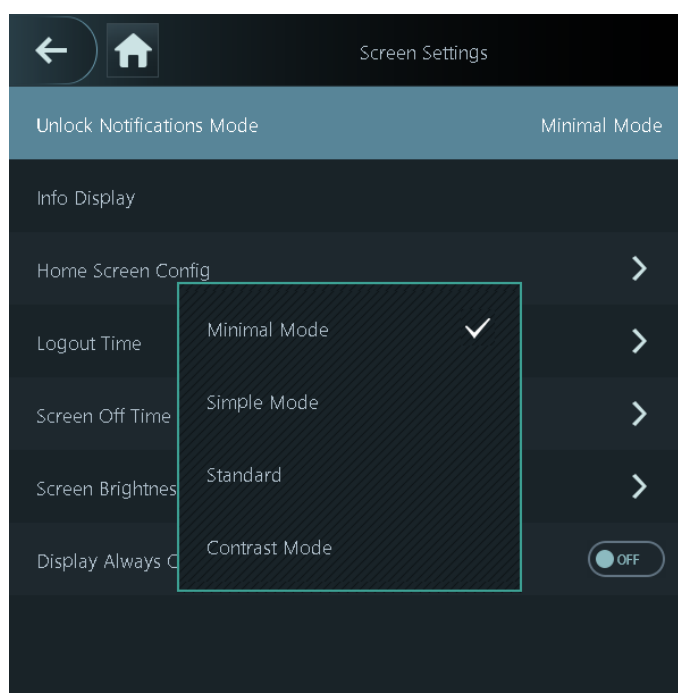 Screen Settings
Unlock Notifications Mode Minimal Mode
Info Display
Home Screen Config
Logout Time
Minimal Mode
Screen Off Time
Simple Mode
Screen Brightnes
Standard
Display Always
Contrast Mode
OFF